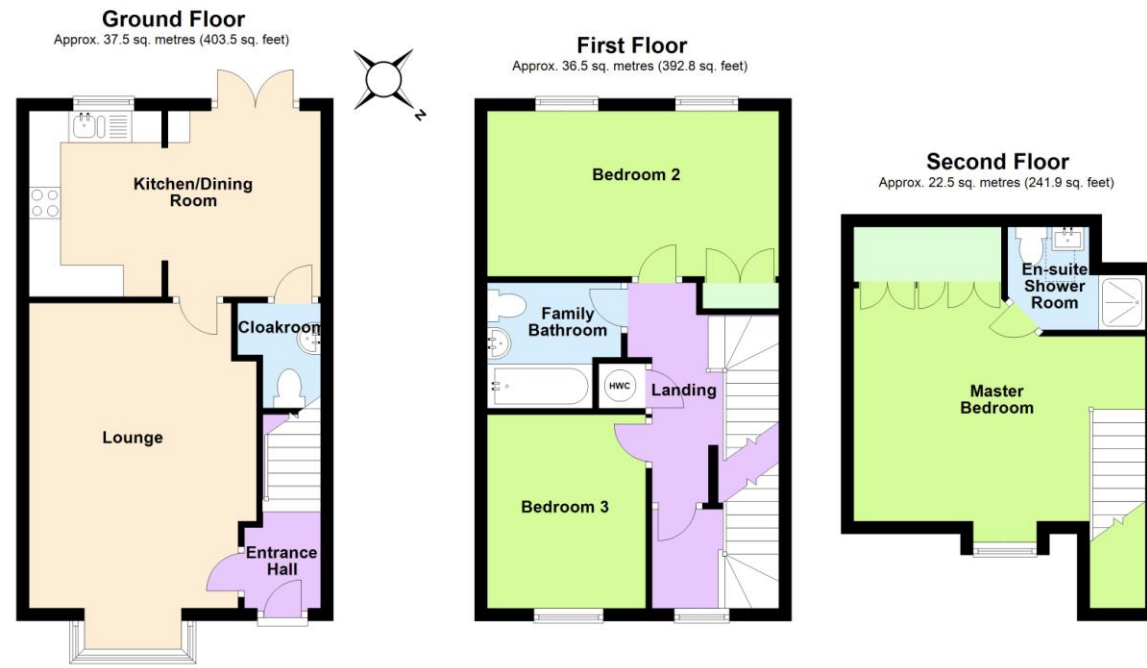 Ground Floor
Approx. 37.5 sq. metres (403.5 sq. feet)
N
Kitchen/Dining
Room
Cloakroom
Lounge
Entrance
Hall
First Floor
Approx. 36.5 sq. metres (392.8 sq. feet)
Bedroom 2
Family
Bathroom
HWC
Landing
Bedroom 3
Second Floor
Approx. 22.5 sq. metres (241.9 sq. feet)
En-suite
Shower
Room
Master
Bedroom